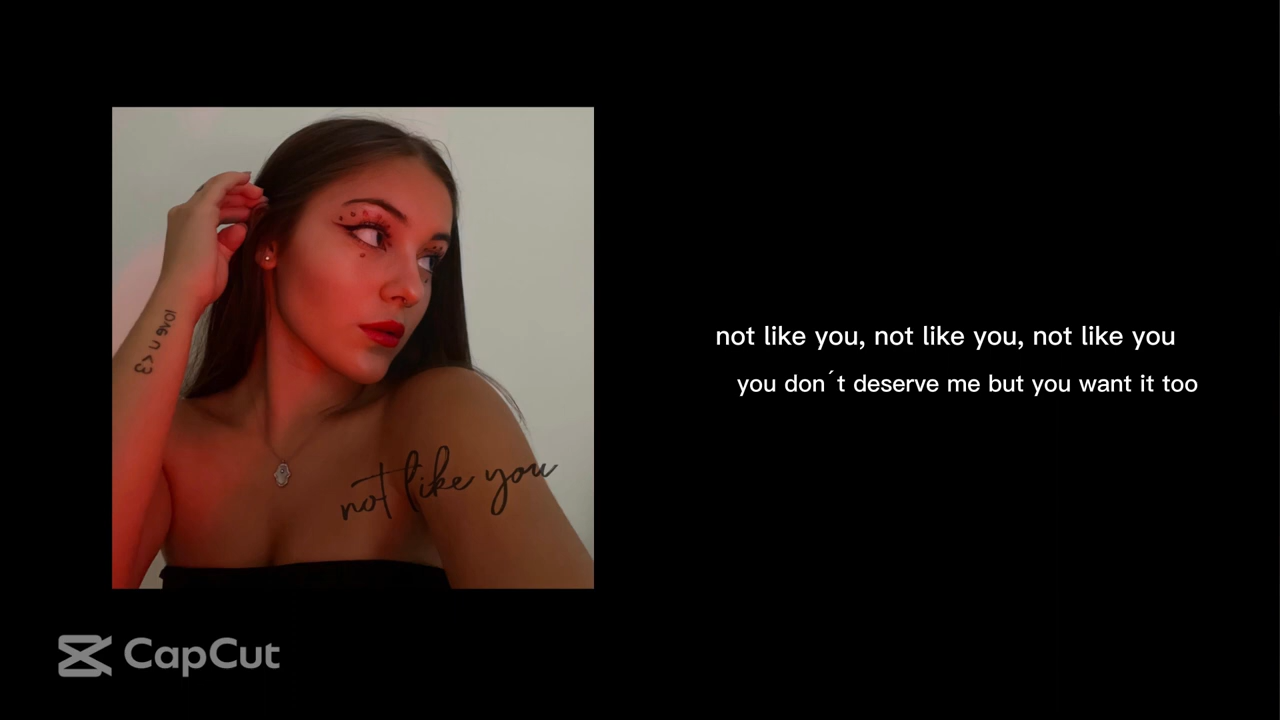 love u <3
not like you
not like you, not like you, not like you
you don´t deserve me but you want it too
CapCut